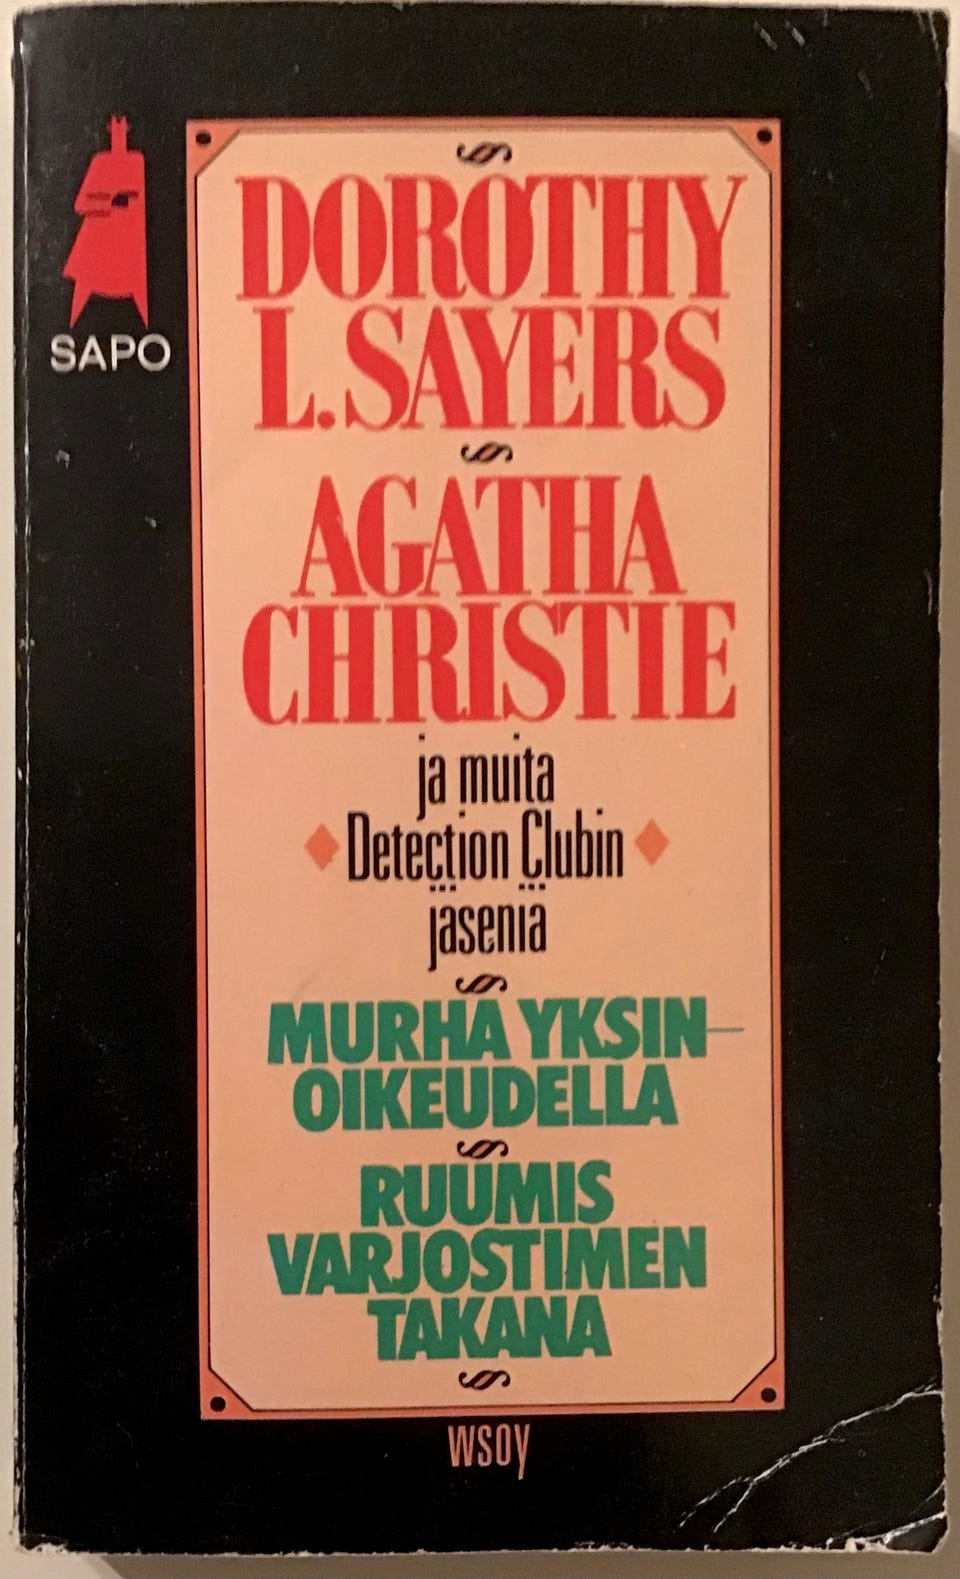 SAPO
DOROTHY
L. SAYERS
AGATHA
CHRISTIE
ja muita
Detection Clubin
jäseniä
MURHA YKSIN-
OIKEUDELLA
RUUMIS
VARJOSTIMEN
TAKANA
wsoy